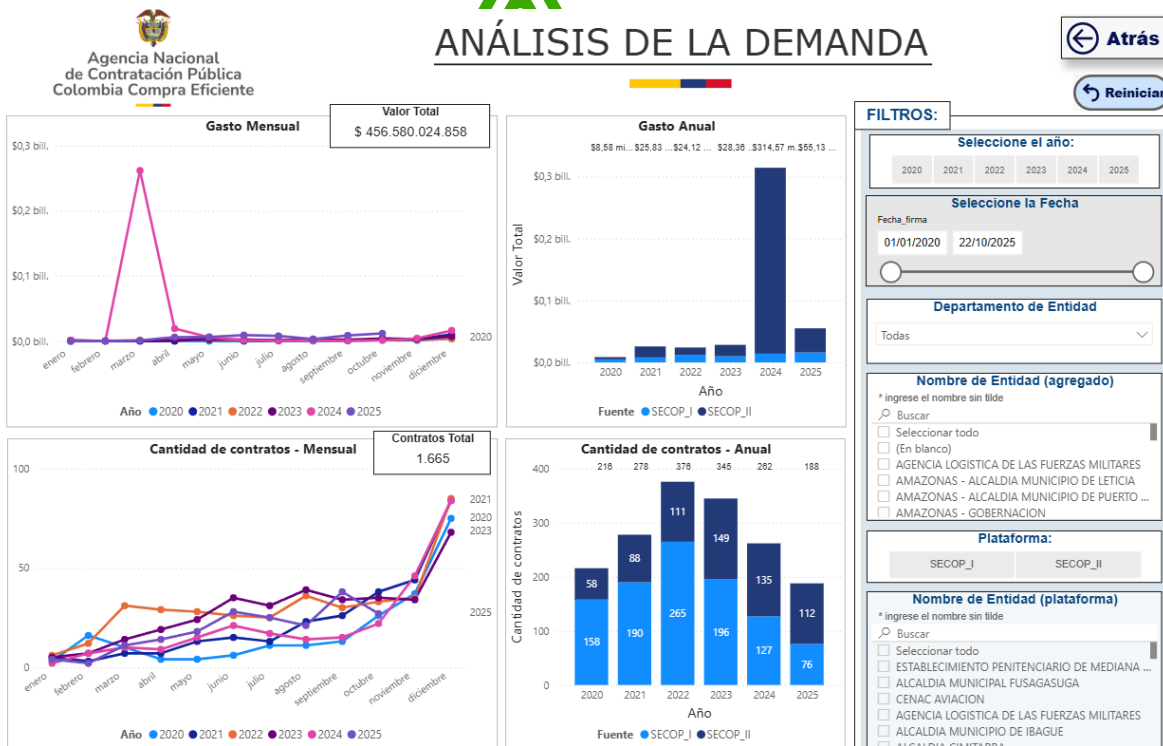 Agencia Nacional
de Contratación Pública
Colombia Compra Eficiente
ANÁLISIS DE LA DEMANDA
Atrás
Reiniciar
Gasto Mensual
Valor Total
$ 456.580.024.858
$0,3 bill.
$0,2 bill.
$0,1 bill.
$0,0 bill.
2020
enero
febrero
marzo
abril
mayo
junio
julio
agosto
septiembre
octubre
noviembre
diciembre
Año 2020 2021 2022 2023 2024 2025
Gasto Anual
$8,58 mi... $25,83 ... $24,12 ... $28,36 ... $314,57 m... $55,13 ...
$0,3 bill.
$0,2 bill.
$0,1 bill.
$0,0 bill.
Valor Total
2020 2021 2022 2023 2024 2025
Año
Fuente SECOP_I SECOP_II
Cantidad de contratos - Mensual
Contratos Total
1.665
100
50
0
2021
2020
2023
2025
enero
febrero
marzo
abril
mayo
junio
julio
agosto
septiembre
octubre
noviembre
diciembre
Año 2020 2021 2022 2023 2024 2025
Cantidad de contratos - Anual
216 278 376 345 262 188
400
300
200
100
0
Cantidad de contratos
58 88 111 149 135 112
158 190 265 196 127 76
2020 2021 2022 2023 2024 2025
Año
Fuente SECOP_I SECOP_II
FILTROS:
Seleccione el año:
2020 2021 2022 2023 2024 2025
Seleccione la Fecha
Fecha_firma
01/01/2020 22/10/2025
Departamento de Entidad
Todas
Nombre de Entidad (agregado)
* ingrese el nombre sin tilde
Buscar
Seleccionar todo
(En blanco)
AGENCIA LOGISTICA DE LAS FUERZAS MILITARES
AMAZONAS - ALCALDIA MUNICIPIO DE LETICIA
AMAZONAS - ALCALDIA MUNICIPIO DE PUERTO ...
AMAZONAS - GOBERNACION
Plataforma:
SECOP_I SECOP_II
Nombre de Entidad (plataforma)
* ingrese el nombre sin tilde
Buscar
Seleccionar todo
ESTABLECIMIENTO PENITENCIARIO DE MEDIANA ...
ALCALDIA MUNICIPAL FUSAGASUGA
CENAC AVIACION
AGENCIA LOGISTICA DE LAS FUERZAS MILITARES
ALCALDIA MUNICIPIO DE IBAGUE